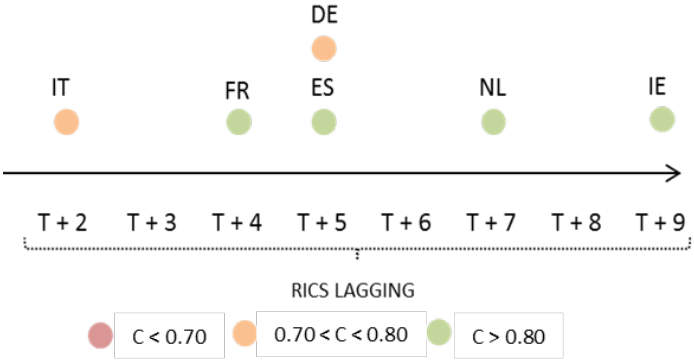 DE
IT FR ES NL IE
T + 2 T + 3 T + 4 T + 5 T + 6 T + 7 T + 8 T + 9
RICS LAGGING
C < 0.70 0.70 < C < 0.80 C > 0.80